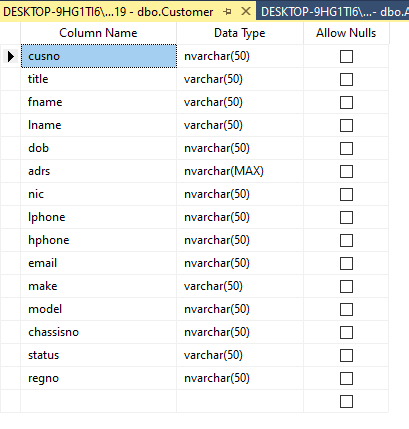 DESKTOP-9HG1TI6\...19 - dbo.Customer DESKTOP-9HG1TI6\...- dbo.A
Column Name Data Type Allow Nulls
cusno nvarchar(50)
title varchar(50)
fname varchar(50)
lname varchar(50)
dob nvarchar(50)
adrs nvarchar(MAX)
nic nvarchar(50)
lphone nvarchar(50)
hphone nvarchar(50)
email nvarchar(50)
make varchar(50)
model nvarchar(50)
chassisno nvarchar(50)
status varchar(50)
regno nvarchar(50)